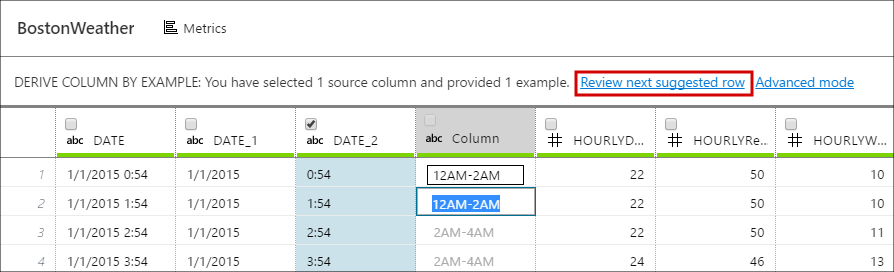 BostonWeather Metrics
DERIVE COLUMN BY EXAMPLE: You have selected 1 source column and provided 1 example. Review next suggested row Advanced mode
abc DATE abc DATE_1 abc DATE_2 abc Column # HOURLYD... # HOURLYRe... # HOURLYW...
1 1/1/2015 0:54 1/1/2015 0:54 12AM-2AM 22 50 10
2 1/1/2015 1:54 1/1/2015 1:54 12AM-2AM 22 50 10
3 1/1/2015 2:54 1/1/2015 2:54 2AM-4AM 22 50 11
4 1/1/2015 3:54 1/1/2015 3:54 2AM-4AM 24 46 13